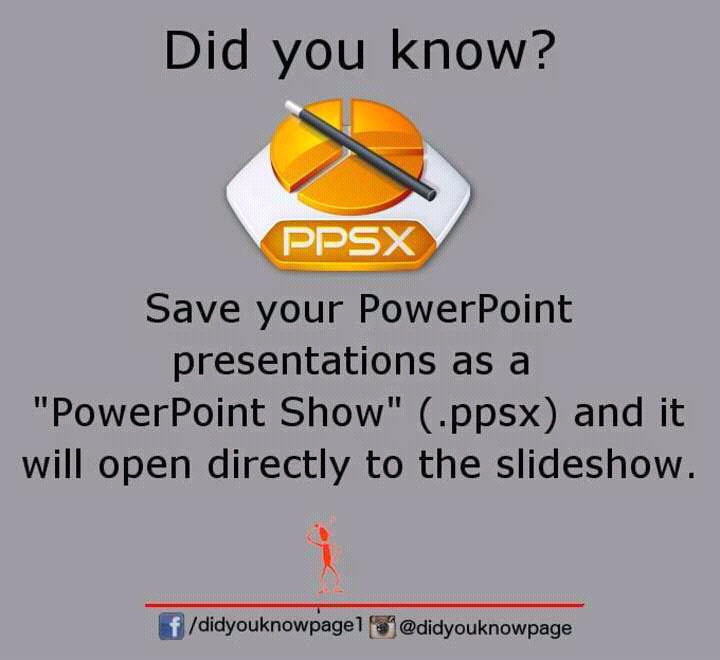 Did you know?
PPSX
Save your PowerPoint
presentations as a
"PowerPoint Show" (.ppsx) and it
will open directly to the slideshow.
f /didyouknowpage1 @didyouknowpage